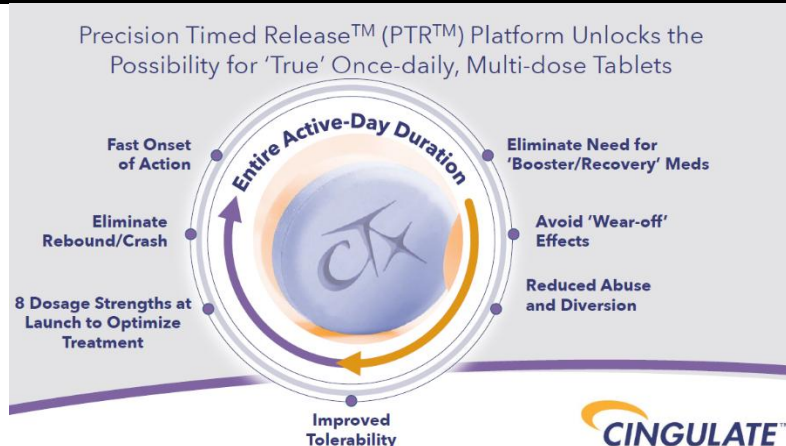 Precision Timed Release™ (PTR™) Platform Unlocks the
Possibility for 'True' Once-daily, Multi-dose Tablets
Entire Active-Day Duration
Fast Onset
of Action
Eliminate
Rebound/Crash
8 Dosage Strengths at
Launch to Optimize
Treatment
Improved
Tolerability
Eliminate Need for
'Booster/Recovery' Meds
Avoid 'Wear-off'
Effects
Reduced Abuse
and Diversion
CTx
CINGULATE™